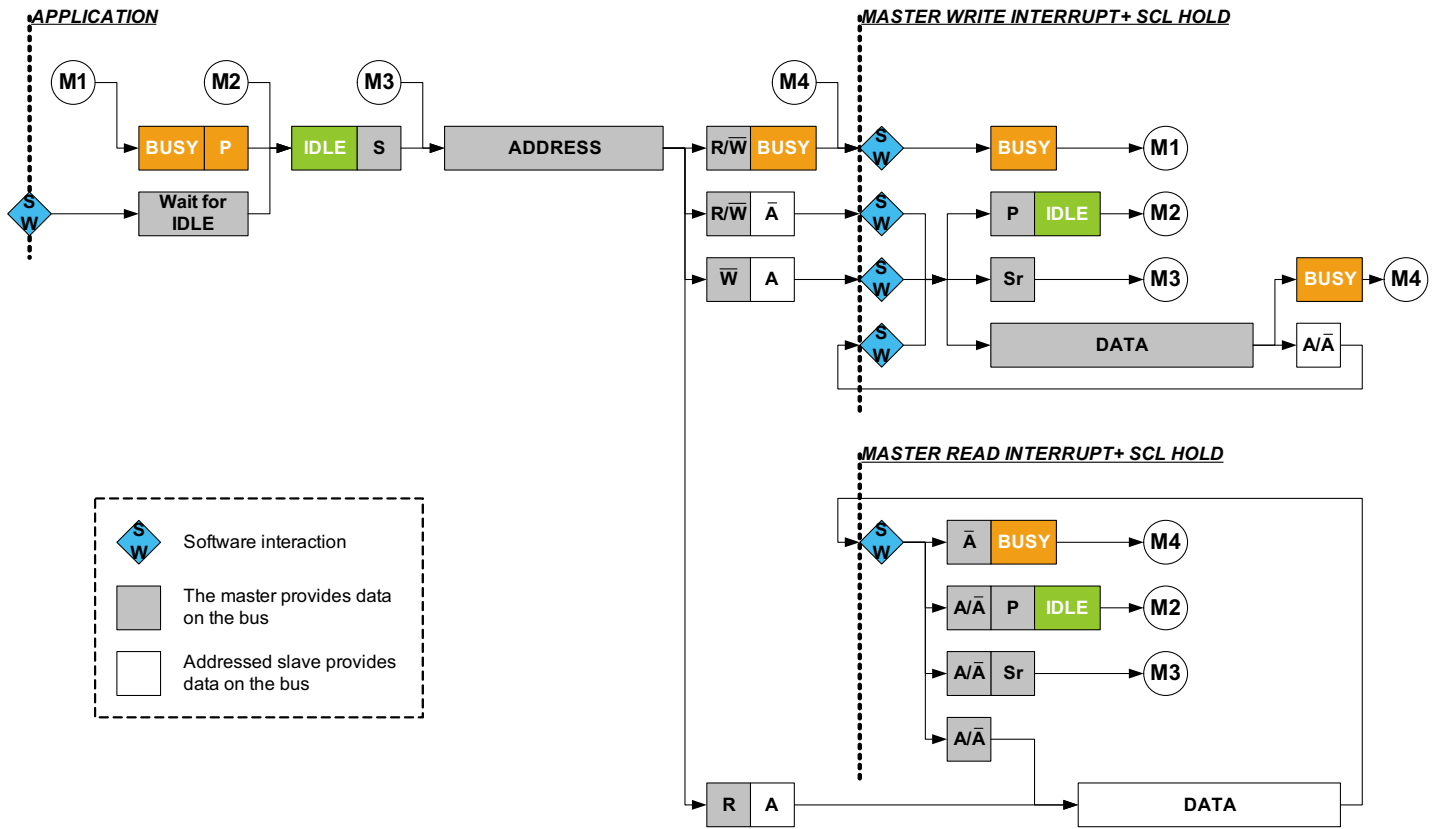 APPLICATION
MASTER WRITE INTERRUPT + SCL HOLD
M1
M2
M3
M4
BUSY P
IDLE S
ADDRESS
R/W̅ BUSY
S
W
BUSY
M1
S
W
Wait for
IDLE
R/W̅ A̅
S
W
P IDLE
M2
W̅ A
S
W
Sr
M3
BUSY
M4
S
W
DATA
A/A̅
MASTER READ INTERRUPT + SCL HOLD
S
W
Software interaction
The master provides data
on the bus
Addressed slave provides
data on the bus
S
W
A̅ BUSY
M4
A/A̅ P IDLE
M2
A/A̅ Sr
M3
A/A̅
R A
DATA